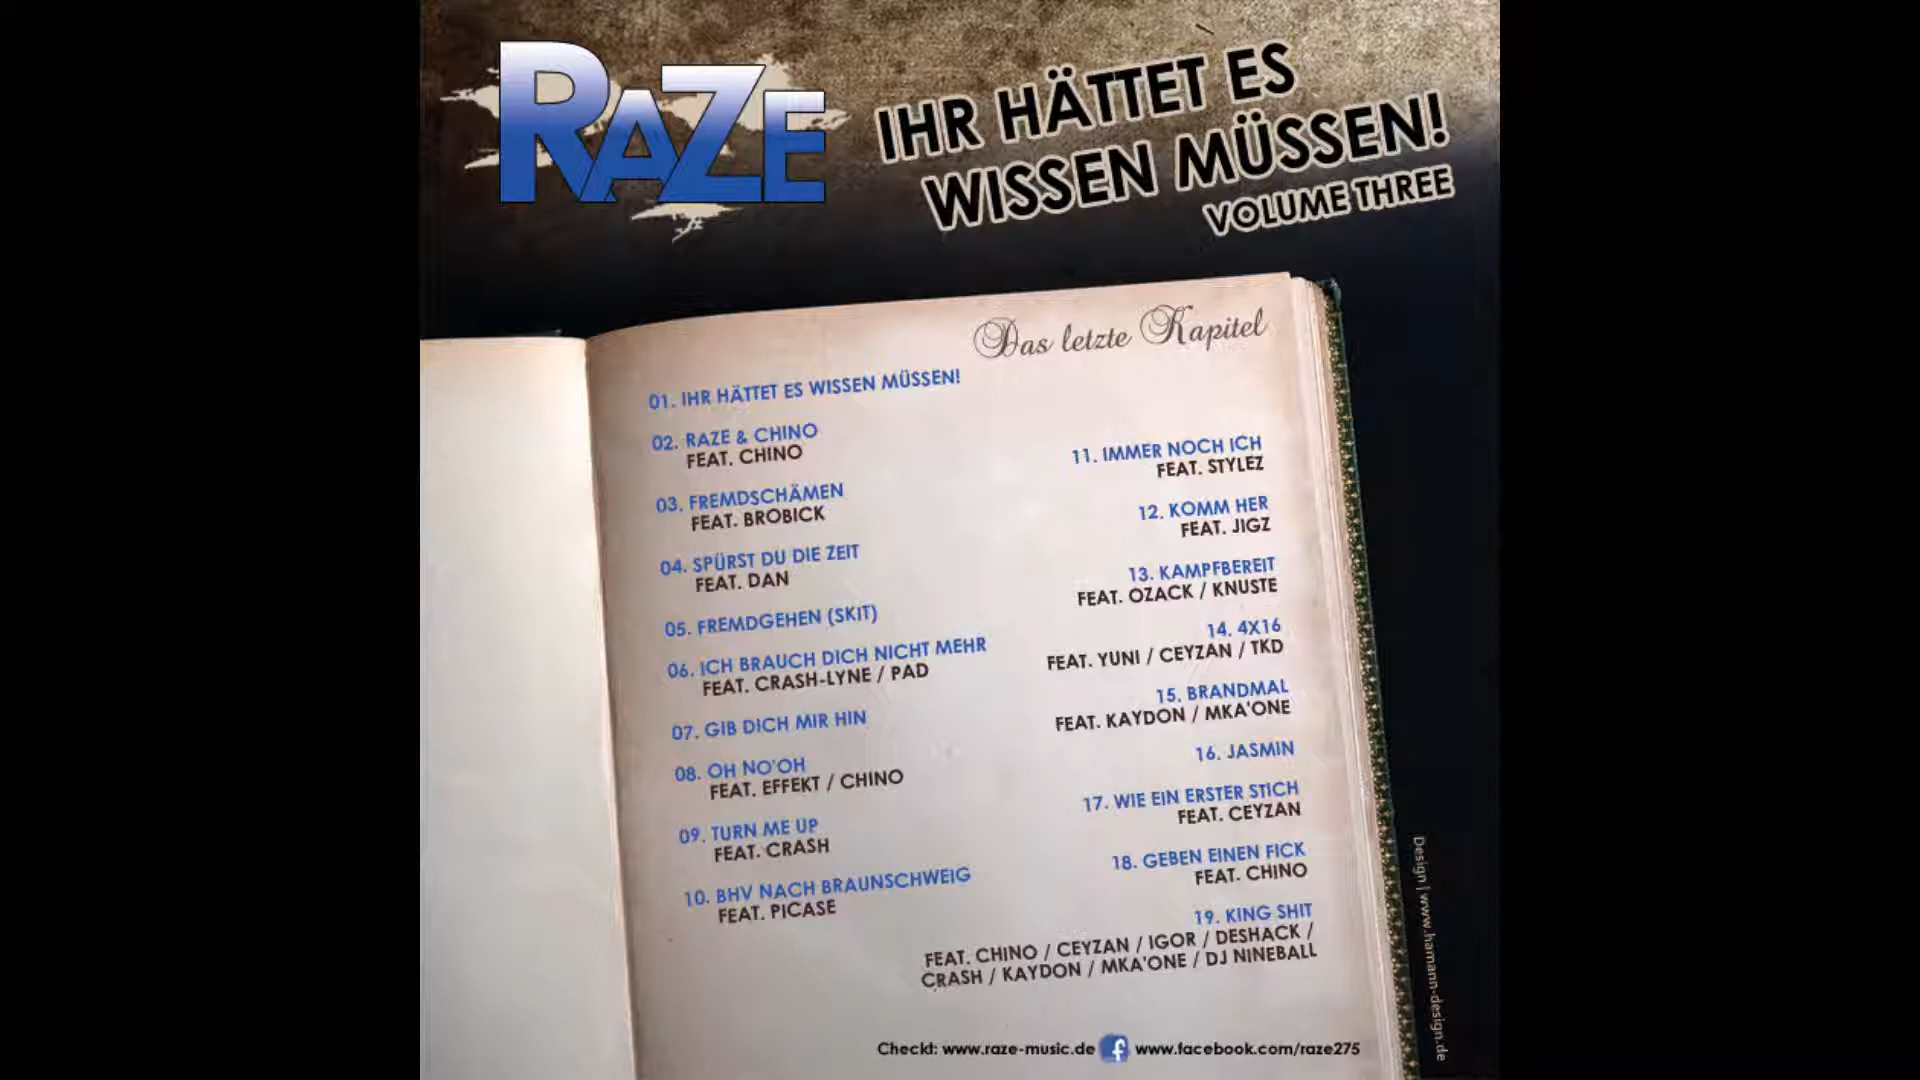 RAZE
IHR HÄTTET ES
WISSEN MÜSSEN!
VOLUME THREE
Das letzte Kapitel
01. IHR HÄTTET ES WISSEN MÜSSEN!
02. RAZE & CHINO
FEAT. CHINO
03. FREMDSCHÄMEN
FEAT. BROBICK
04. SPÜRST DU DIE ZEIT
FEAT. DAN
05. FREMDGEHEN (SKIT)
06. ICH BRAUCH DICH NICHT MEHR
FEAT. CRASH-LYNE / PAD
07. GIB DICH MIR HIN
08. OH NO'OH
FEAT. EFFEKT / CHINO
09. TURN ME UP
FEAT. CRASH
10. BHV NACH BRAUNSCHWEIG
FEAT. PICASE
11. IMMER NOCH ICH
FEAT. STYLEZ
12. KOMM HER
FEAT. JIGZ
13. KAMPFBEREIT
FEAT. OZACK / KNUSTE
14. 4X16
FEAT. YUNI / CEYZAN / TKD
15. BRANDMAL
FEAT. KAYDON / MKA'ONE
16. JASMIN
17. WIE EIN ERSTER STICH
FEAT. CEYZAN
18. GEBEN EINEN FICK
FEAT. CHINO
19. KING SHIT
FEAT. CHINO / CEYZAN / IGOR / DESHACK /
CRASH / KAYDON / MKA'ONE / DJ NINEBALL
Checkt: www.raze-music.de f www.facebook.com/raze275
Design | www.hamann-design.de